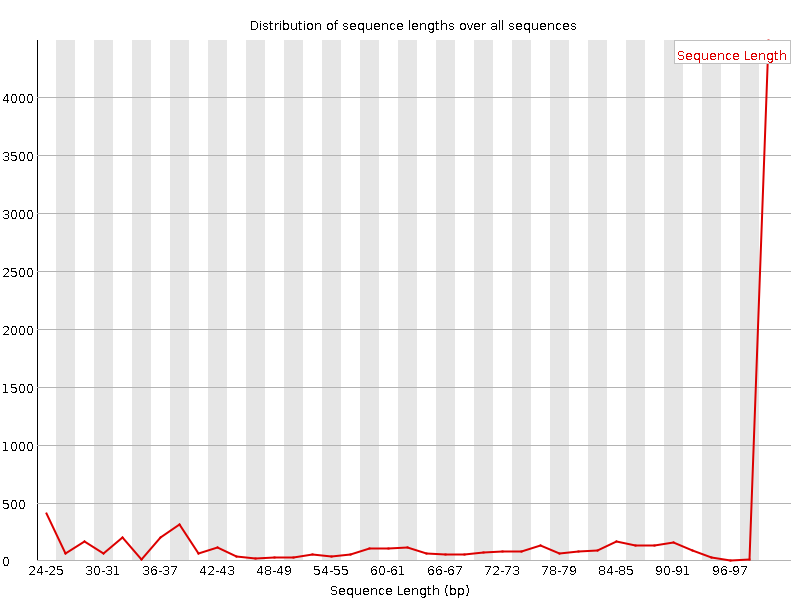 Distribution of sequence lengths over all sequences
Sequence Length
4000
3500
3000
2500
2000
1500
1000
500
0
24-25 30-31 36-37 42-43 48-49 54-55 60-61 66-67 72-73 78-79 84-85 90-91 96-97
Sequence Length (bp)